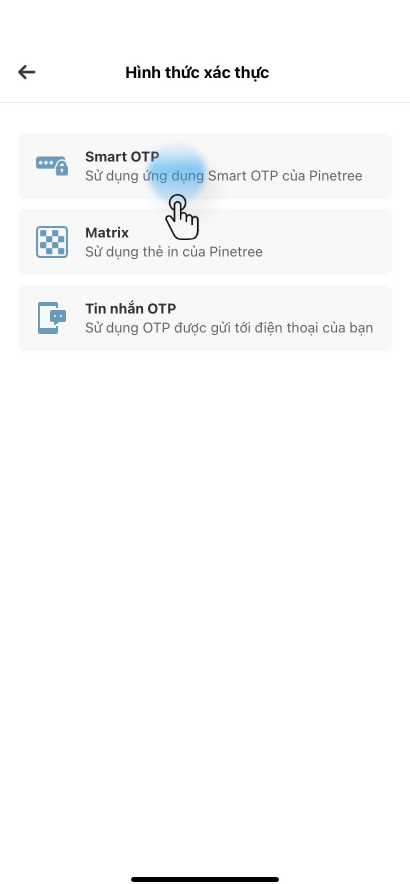 Hình thức xác thực
Smart OTP
Sử dụng ứng dụng Smart OTP của Pinetree
Matrix
Sử dụng thẻ in của Pinetree
Tin nhắn OTP
Sử dụng OTP được gửi tới điện thoại của bạn